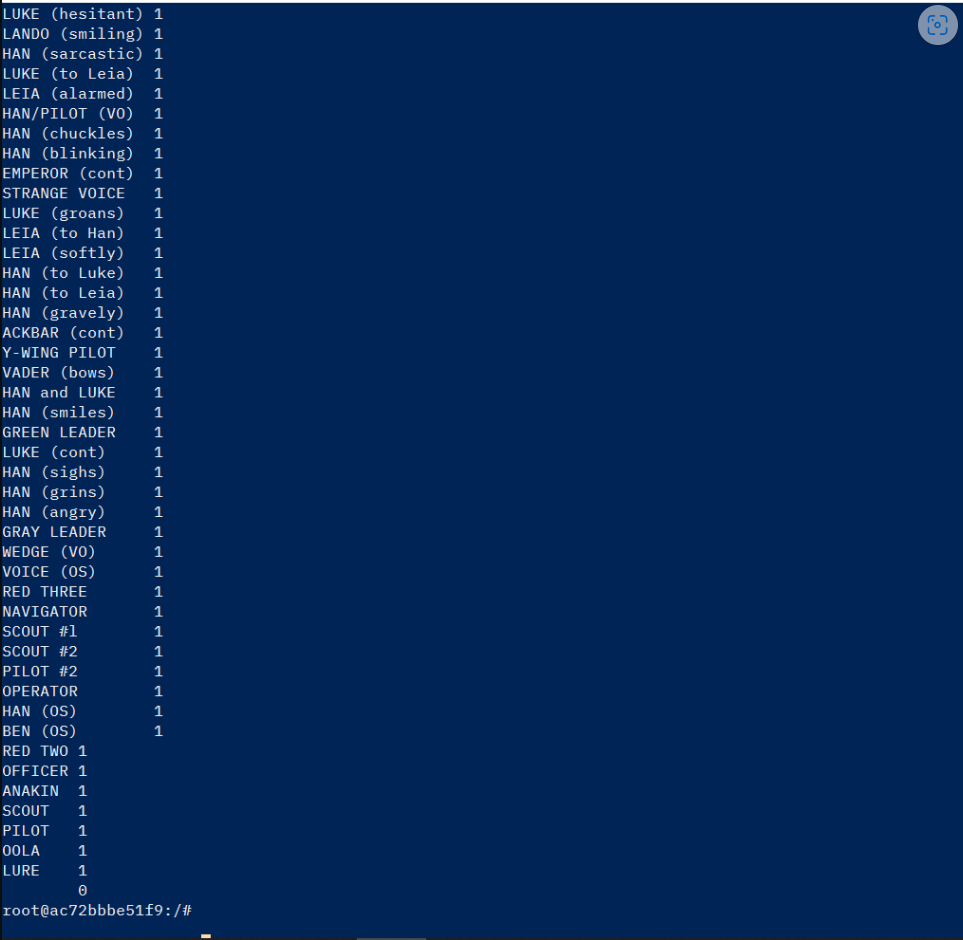 LUKE (hesitant) 1
LANDO (smiling) 1
HAN (sarcastic) 1
LUKE (to Leia) 1
LEIA (alarmed) 1
HAN/PILOT (VO) 1
HAN (chuckles) 1
HAN (blinking) 1
EMPEROR (cont) 1
STRANGE VOICE 1
LUKE (groans) 1
LEIA (to Han) 1
LEIA (softly) 1
HAN (to Luke) 1
HAN (to Leia) 1
HAN (gravely) 1
ACKBAR (cont) 1
Y-WING PILOT 1
VADER (bows) 1
HAN and LUKE 1
HAN (smiles) 1
GREEN LEADER 1
LUKE (cont) 1
HAN (sighs) 1
HAN (grins) 1
HAN (angry) 1
GRAY LEADER 1
WEDGE (VO) 1
VOICE (OS) 1
RED THREE 1
NAVIGATOR 1
SCOUT #l 1
SCOUT #2 1
PILOT #2 1
OPERATOR 1
HAN (OS) 1
BEN (OS) 1
RED TWO 1
OFFICER 1
ANAKIN 1
SCOUT 1
PILOT 1
OOLA 1
LURE 1
0
root@ac72bbbe51f9:/#